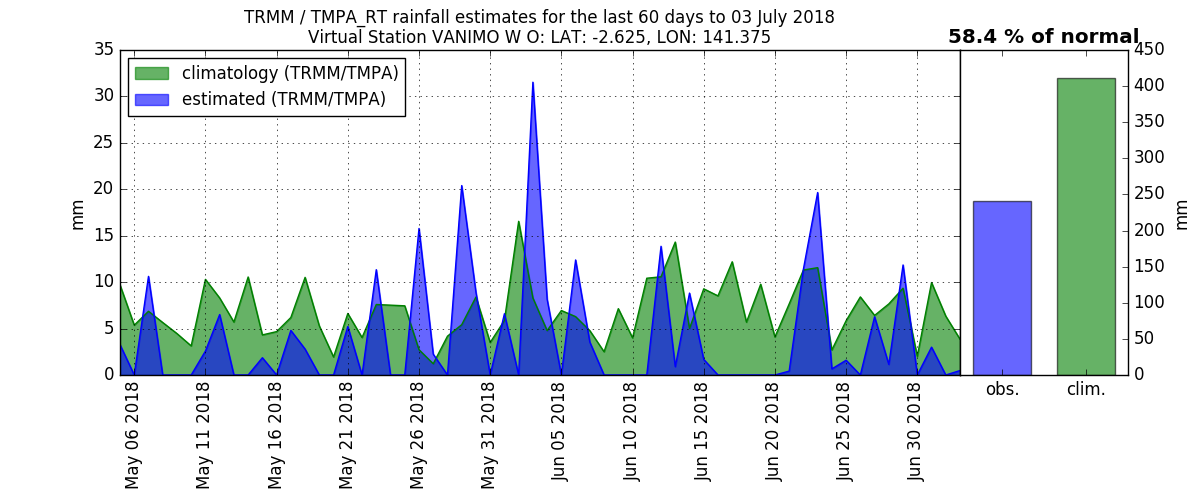 TRMM / TMPA_RT rainfall estimates for the last 60 days to 03 July 2018
Virtual Station VANIMO W O: LAT: -2.625, LON: 141.375
58.4 % of normal
climatology (TRMM/TMPA)
estimated (TRMM/TMPA)
35
30
25
20
15
10
5
0
mm
May 06 2018
May 11 2018
May 16 2018
May 21 2018
May 26 2018
May 31 2018
Jun 05 2018
Jun 10 2018
Jun 15 2018
Jun 20 2018
Jun 25 2018
Jun 30 2018
obs.
clim.
450
400
350
300
250
200
150
100
50
0
mm